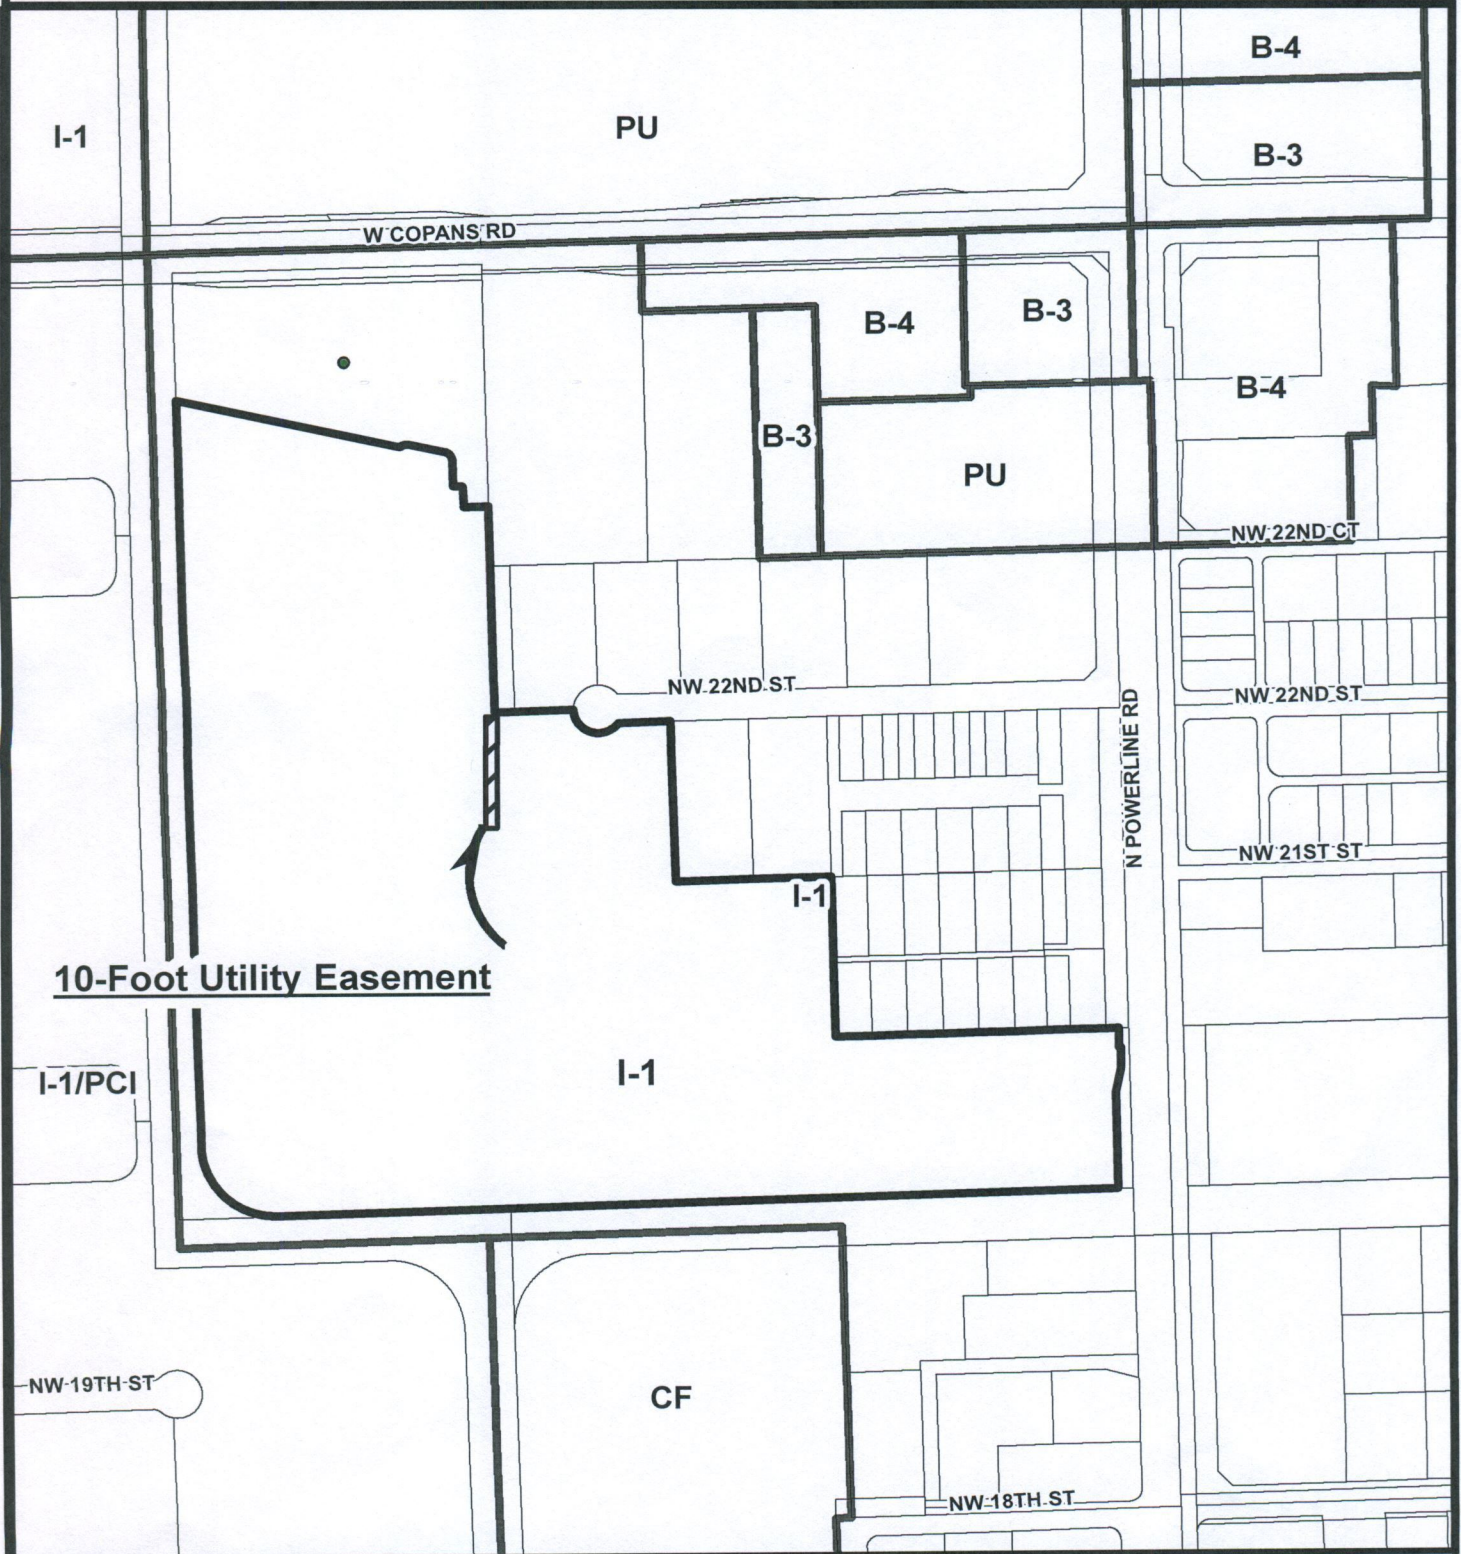 B-4
I-1
PU
B-3
W COPANS RD
B-4
B-3
B-4
B-3
PU
NW 22ND CT
NW 22ND ST
NW 22ND ST
N POWERLINE RD
NW 21ST ST
I-1
10-Foot Utility Easement
I-1
I-1/PCI
NW 19TH ST
CF
NW 18TH ST